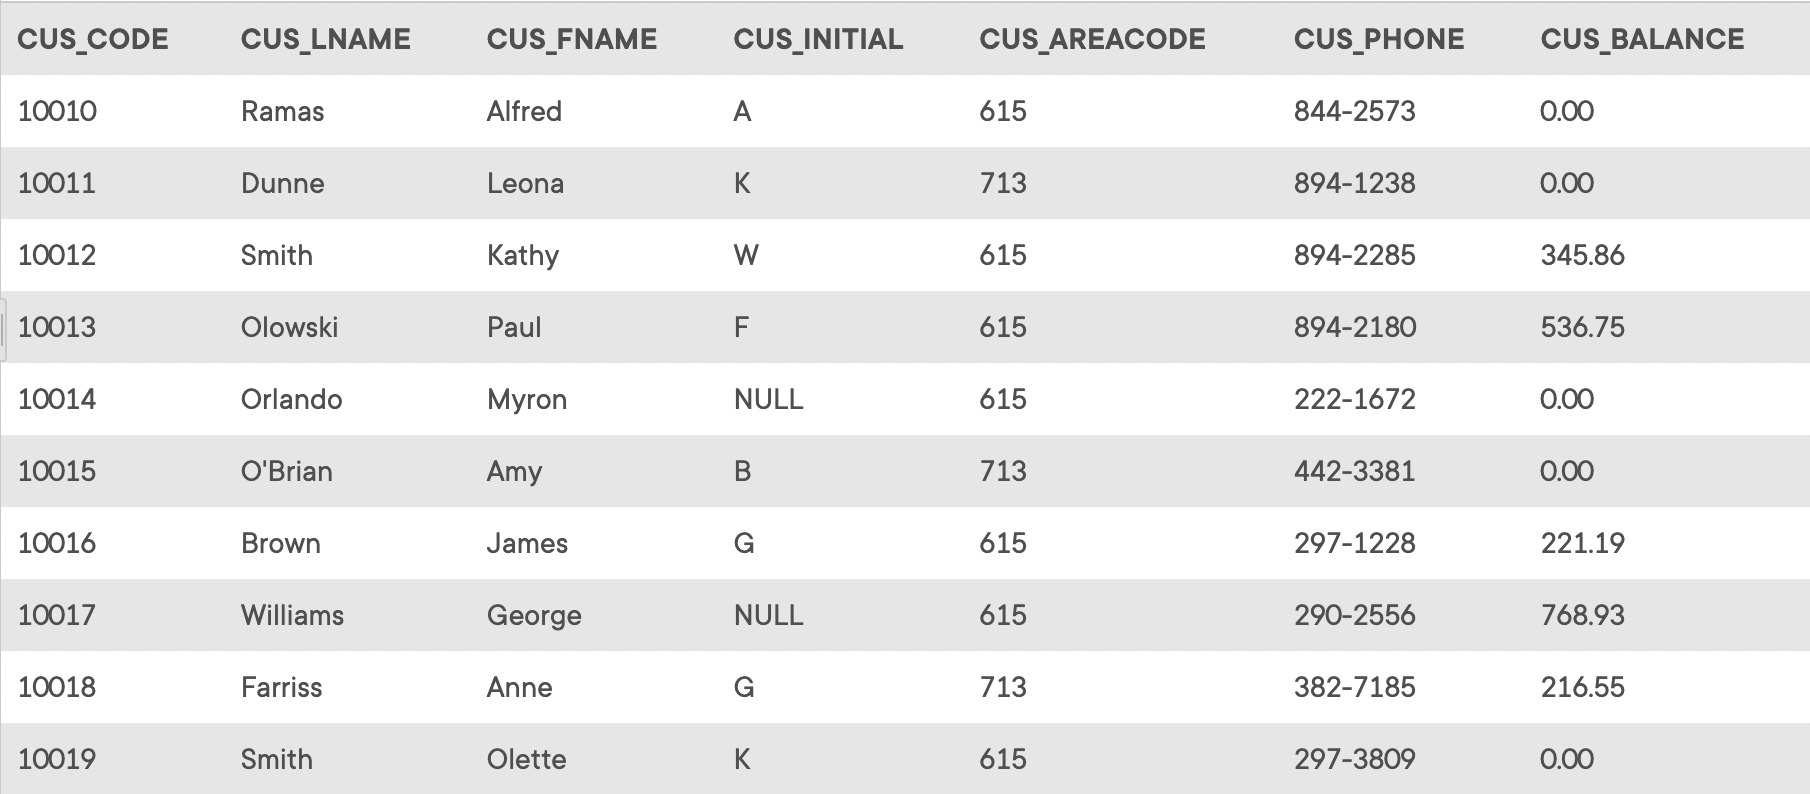 CUS_CODE CUS_LNAME CUS_FNAME CUS_INITIAL CUS_AREACODE CUS_PHONE CUS_BALANCE
10010 Ramas Alfred A 615 844-2573 0.00
10011 Dunne Leona K 713 894-1238 0.00
10012 Smith Kathy W 615 894-2285 345.86
10013 Olowski Paul F 615 894-2180 536.75
10014 Orlando Myron NULL 615 222-1672 0.00
10015 O'Brian Amy B 713 442-3381 0.00
10016 Brown James G 615 297-1228 221.19
10017 Williams George NULL 615 290-2556 768.93
10018 Farriss Anne G 713 382-7185 216.55
10019 Smith Olette K 615 297-3809 0.00